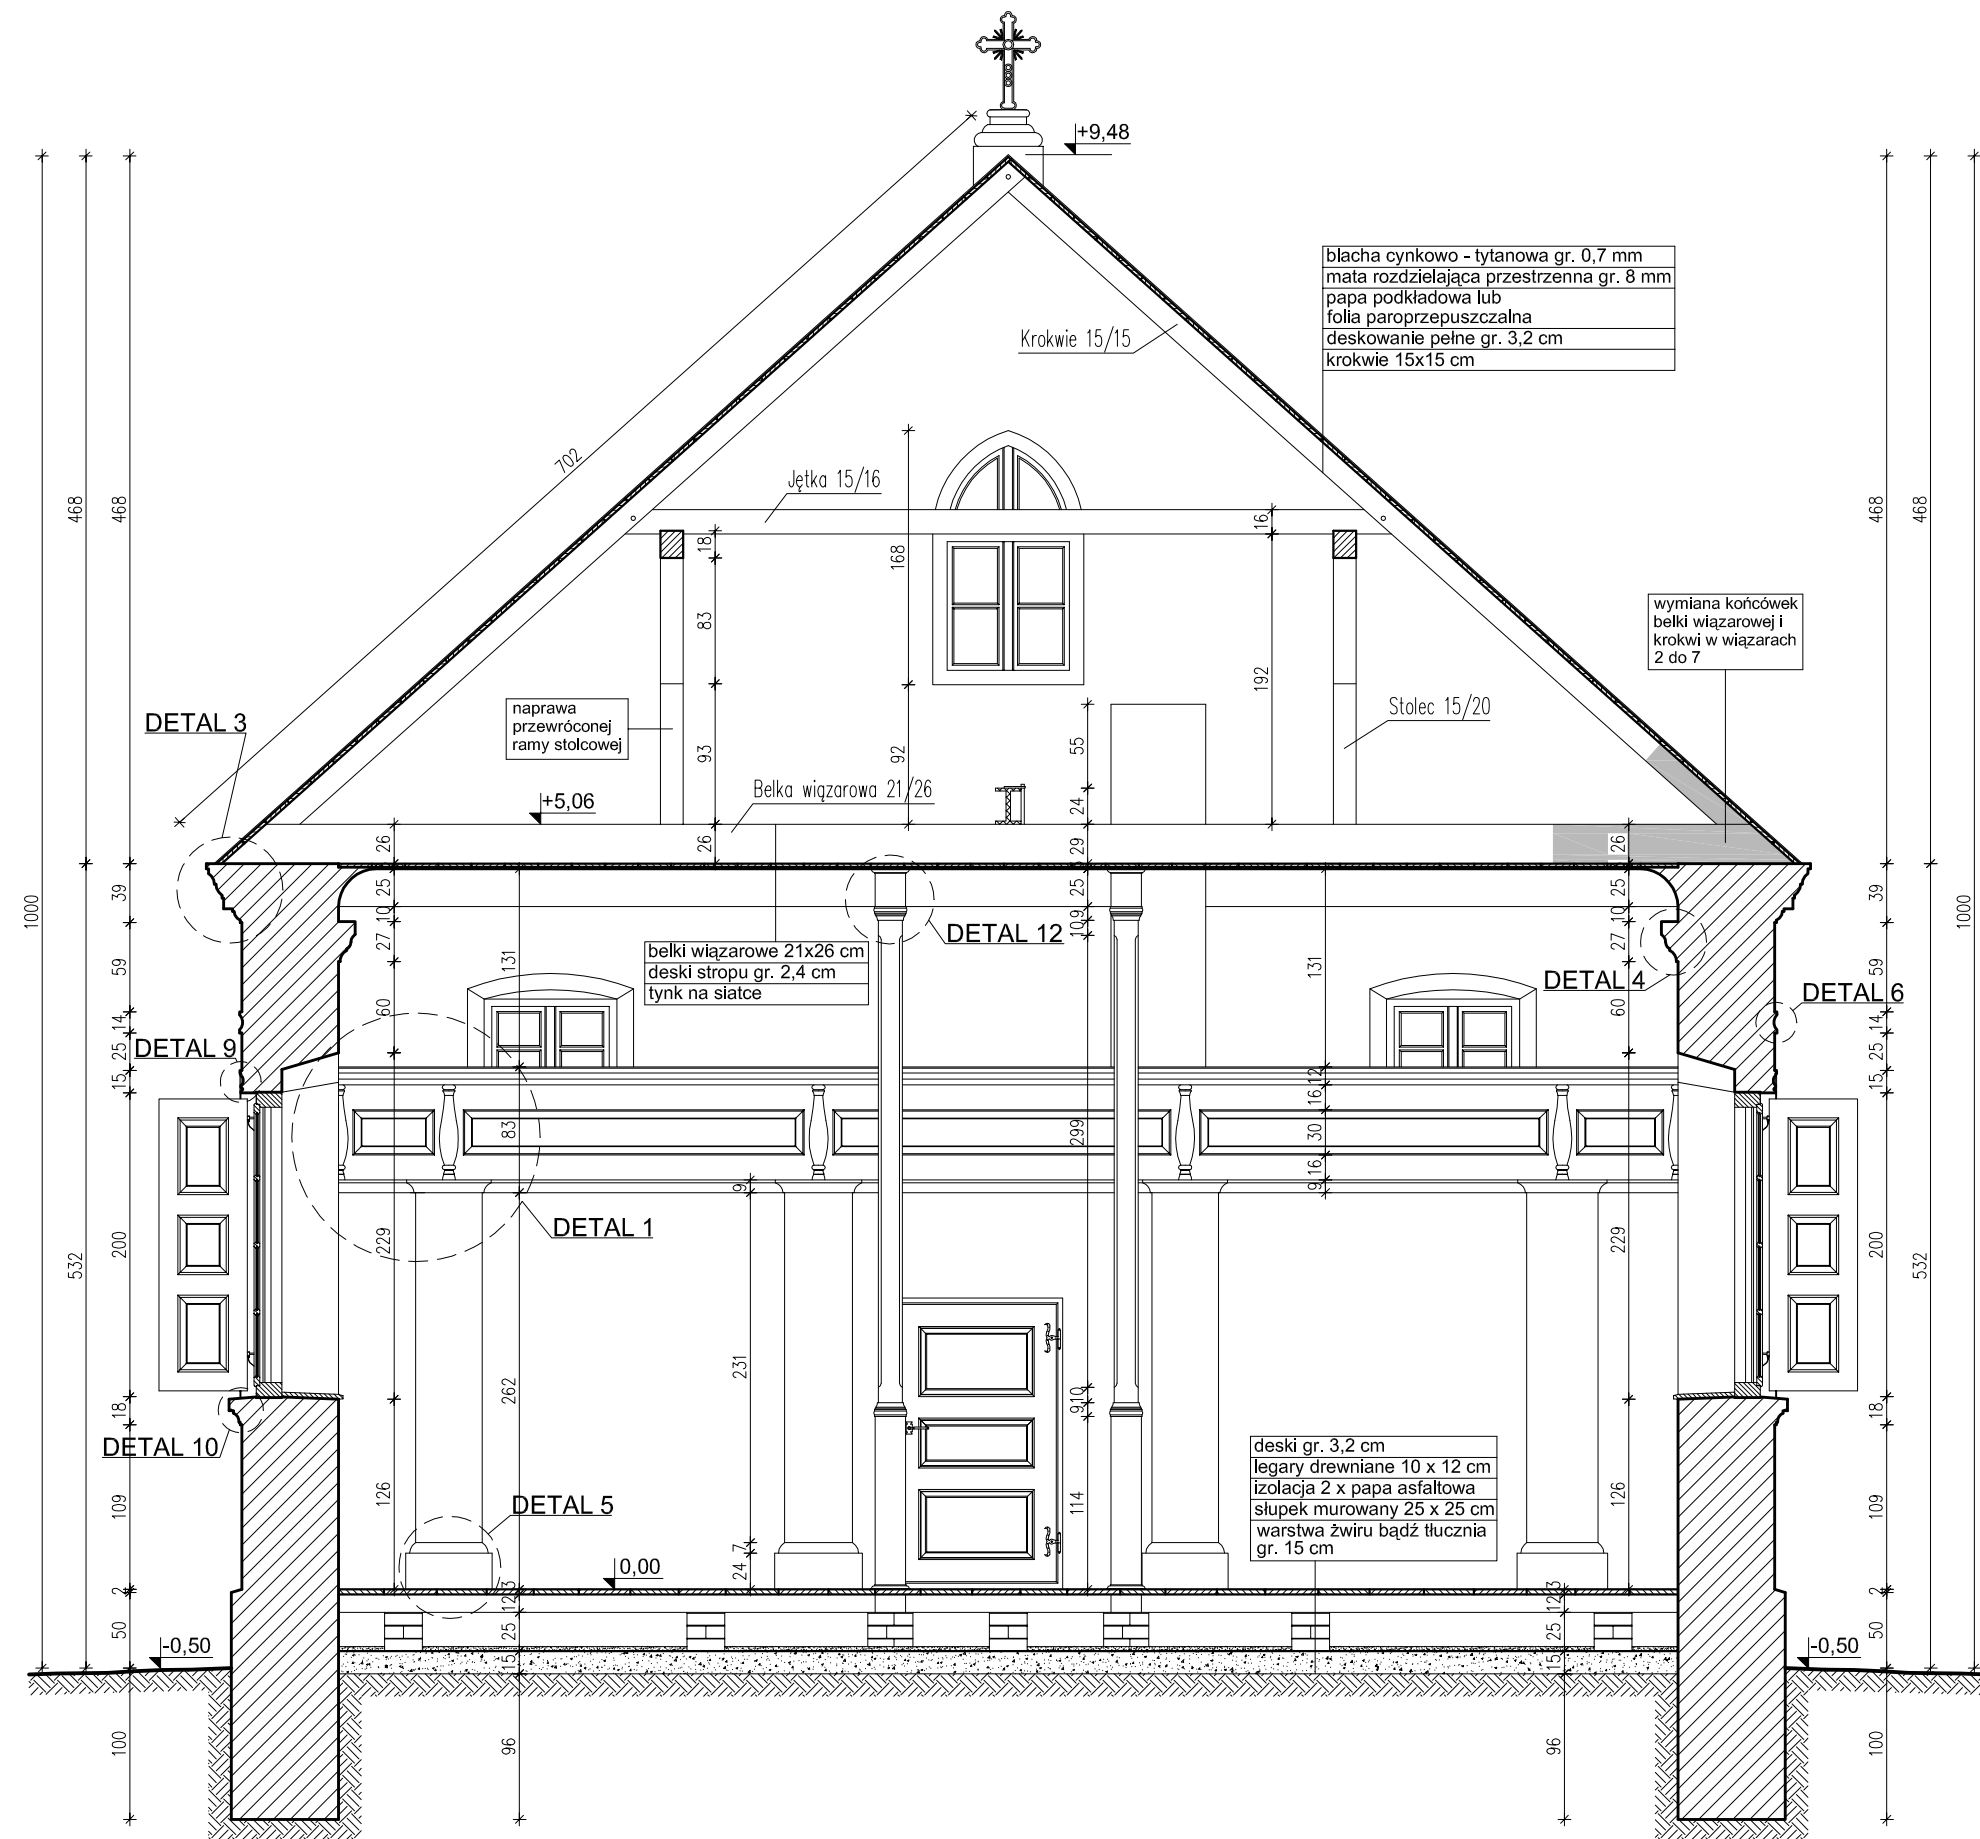 +9,48
blacha cynkowo - tytanowa gr. 0,7 mm
mata rozdzielająca przestrzenna gr. 8 mm
papa podkładowa lub
folia paroprzepuszczalna
deskowanie pełne gr. 3,2 cm
krokwie 15x15 cm
Krokwie 15/15
702
Jętka 15/16
468
468
468
468
16
18
168
83
192
wymiana końcówek
belki wiązarowej i
krokwi w wiązarach
2 do 7
naprawa
przewróconej
ramy stolcowej
Stolec 15/20
DETAL 3
93
92
55
24
Belka wiązarowa 21/26
+5,06
26
26
29
26
1000
1000
39
25
25
25
39
10
109
10
27
27
DETAL 12
DETAL 4
belki wiązarowe 21x26 cm
deski stropu gr. 2,4 cm
tynk na siatce
59
131
131
59
60
60
DETAL 6
14
14
DETAL 9
25
25
15
15
12
16
83
299
30
16
9
9
DETAL 1
229
229
200
200
532
532
231
262
910
18
18
DETAL 10
126
114
126
109
109
DETAL 5
deski gr. 3,2 cm
legary drewniane 10 x 12 cm
izolacja 2 x papa asfaltowa
słupek murowany 25 x 25 cm
warstwa żwiru bądź tłucznia
gr. 15 cm
7
24
0,00
2
123
123
2
50
25
25
50
-0,50
-0,50
15
15
100
96
96
100